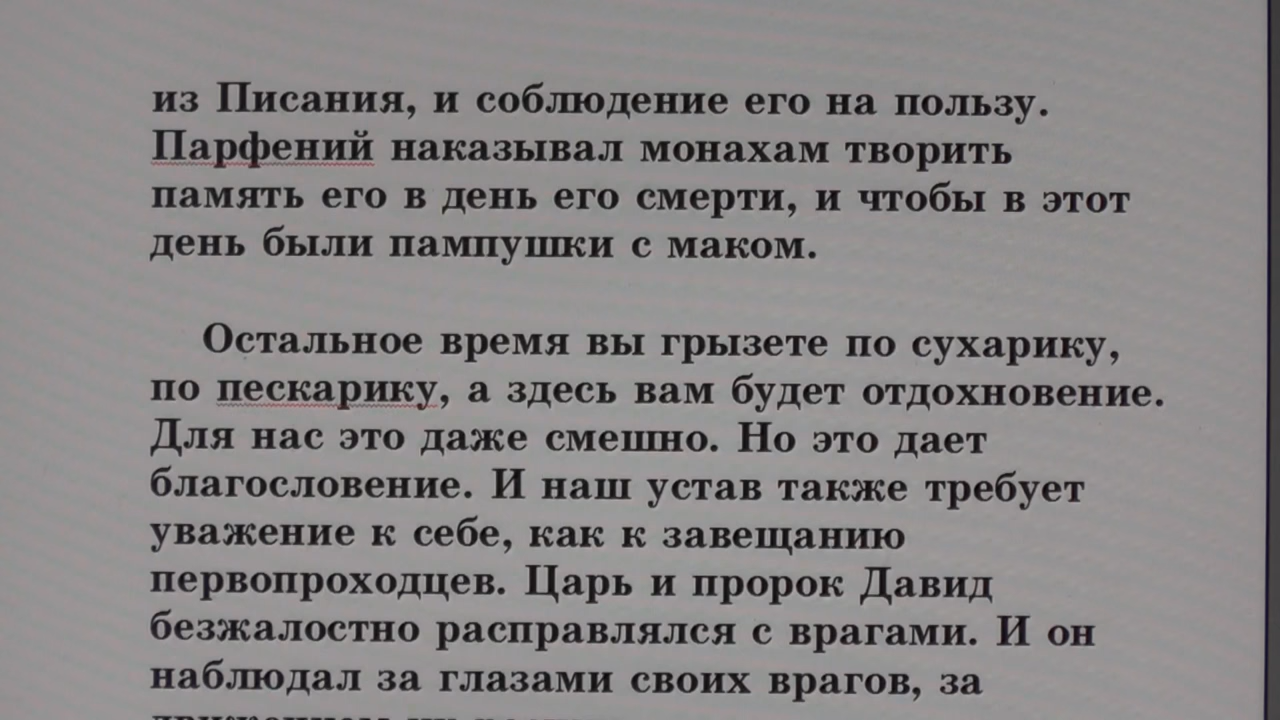 из Писания, и соблюдение его на пользу.
Парфений наказывал монахам творить
память его в день его смерти, и чтобы в этот
день были пампушки с маком.
Остальное время вы грызете по сухарику,
по пескарику, а здесь вам будет отдохновение.
Для нас это даже смешно. Но это дает
благословение. И наш устав также требует
уважение к себе, как к завещанию
первопроходцев. Царь и пророк Давид
безжалостно расправлялся с врагами. И он
наблюдал за глазами своих врагов, за